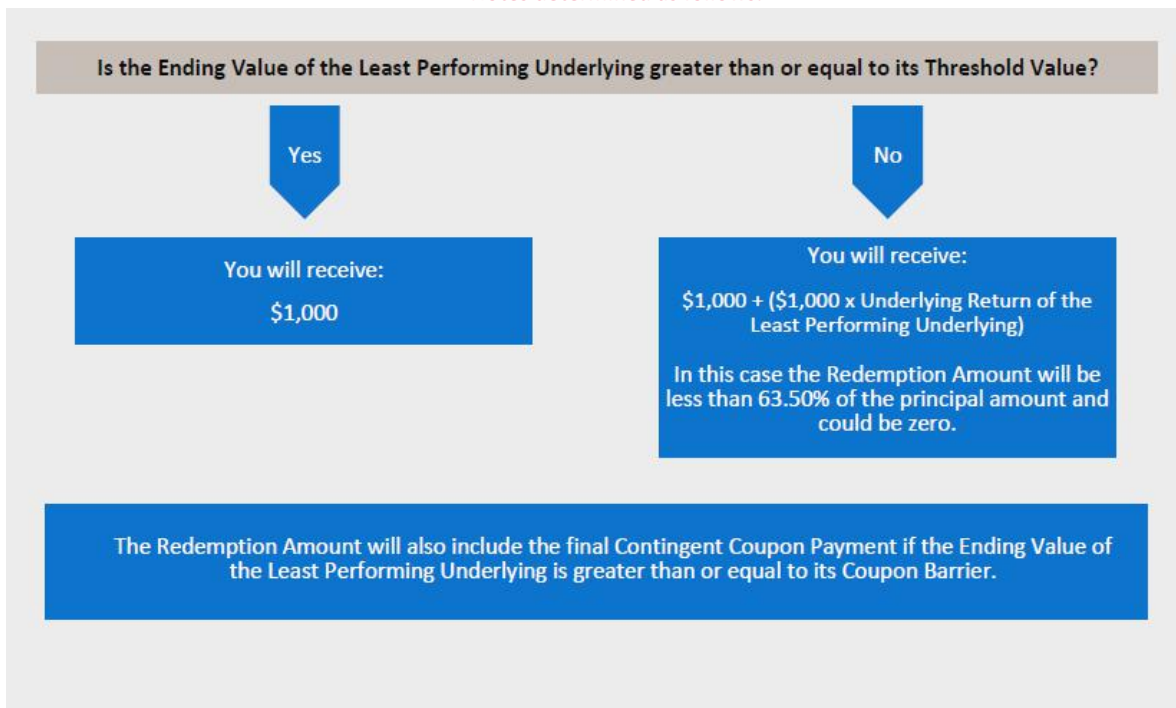 Is the Ending Value of the Least Performing Underlying greater than or equal to its Threshold Value?
Yes
No
You will receive:
$1,000
You will receive:
$1,000 + ($1,000 x Underlying Return of the
Least Performing Underlying)
In this case the Redemption Amount will be
less than 63.50% of the principal amount and
could be zero.
The Redemption Amount will also include the final Contingent Coupon Payment if the Ending Value of
the Least Performing Underlying is greater than or equal to its Coupon Barrier.